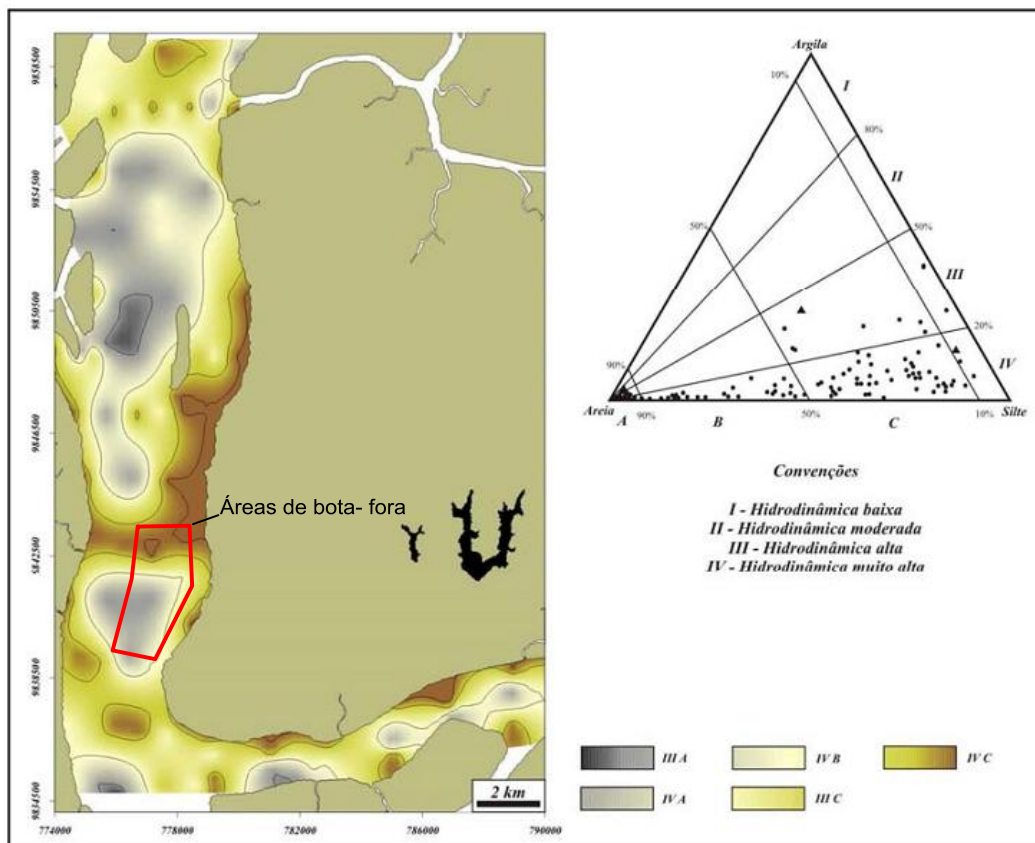 9858500
9854500
9850500
9846500
9842500
9838500
9834500
774000
778000
782000
786000
790000
Áreas de bota- fora
2 km
Argila
10%
I
80%
II
50%
50%
III
20%
90%
IV
Areia
90%
50%
10%
Silte
A
B
C
Convenções
I - Hidrodinâmica baixa
II - Hidrodinâmica moderada
III - Hidrodinâmica alta
IV - Hidrodinâmica muito alta
III A
IV B
IV C
IV A
III C